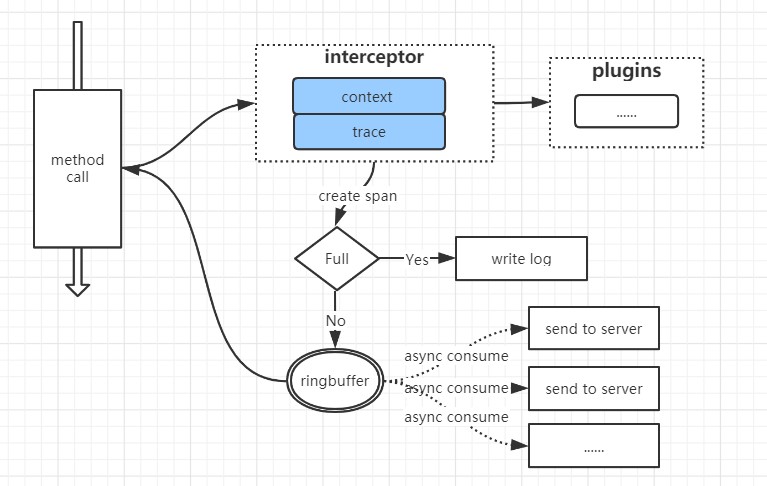 interceptor
context
trace
plugins
......
method
call
create span
Full
Yes
write log
No
send to server
async consume
ringbuffer
async consume
send to server
async consume
......